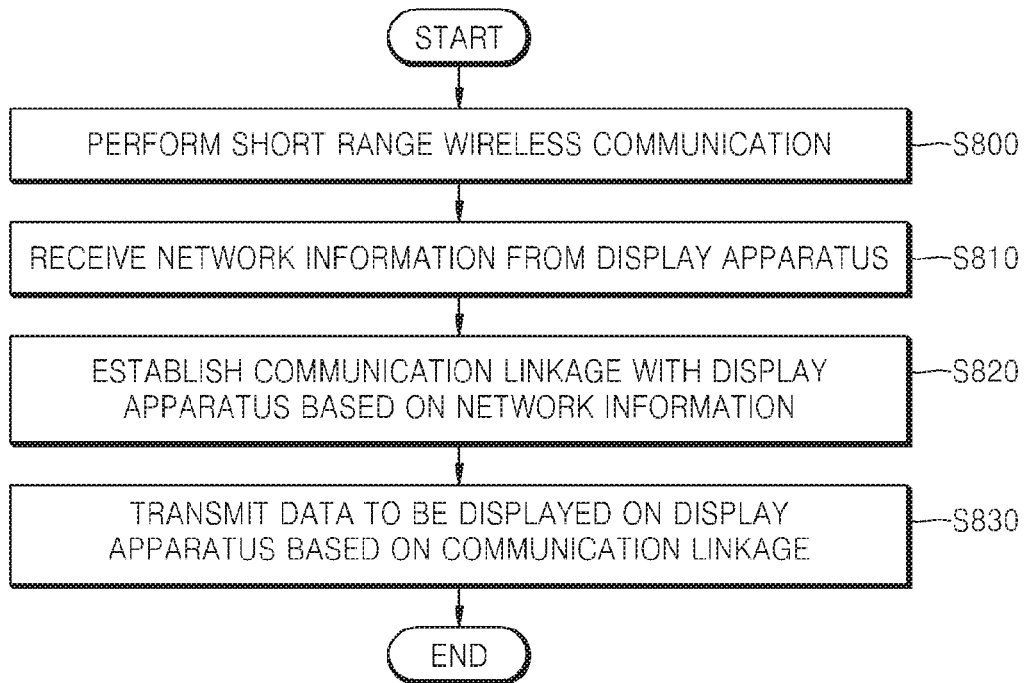 START
PERFORM SHORT RANGE WIRELESS COMMUNICATION
S800
RECEIVE NETWORK INFORMATION FROM DISPLAY APPARATUS
S810
ESTABLISH COMMUNICATION LINKAGE WITH DISPLAY
APPARATUS BASED ON NETWORK INFORMATION
S820
TRANSMIT DATA TO BE DISPLAYED ON DISPLAY
APPARATUS BASED ON COMMUNICATION LINKAGE
S830
END